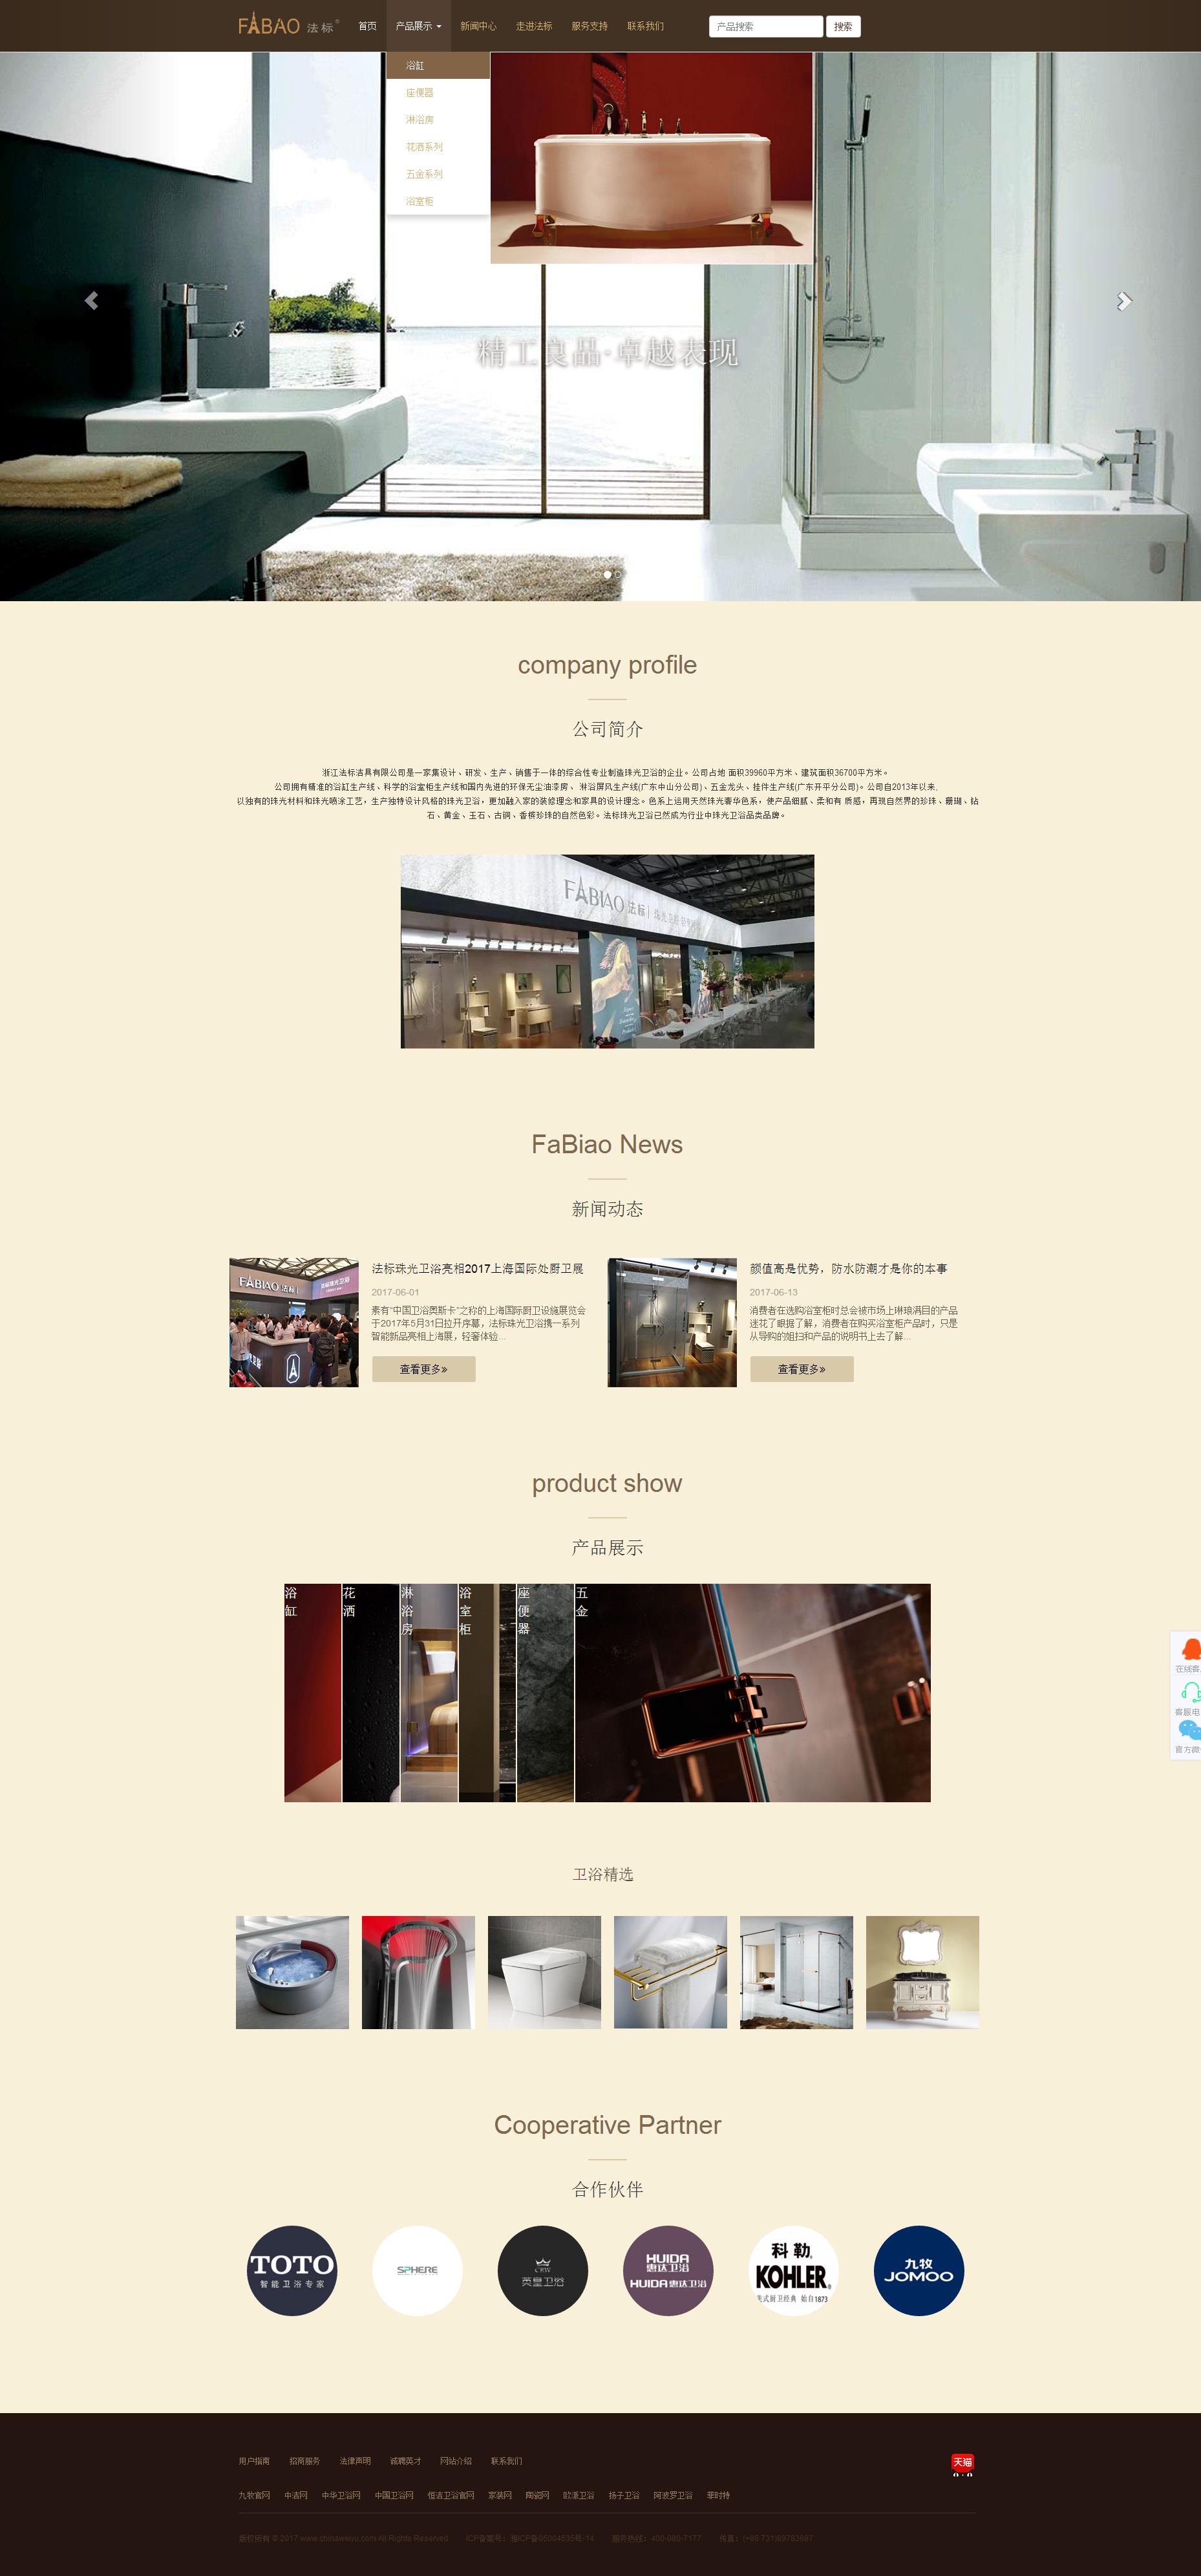 FABAO 法标®
首页 产品展示 新闻中心 走进法标 服务支持 联系我们 产品搜索 搜索
浴缸
座便器
淋浴房
花洒系列
五金系列
浴室柜
精工良品·卓越表现
company profile
公司简介
浙江法标洁具有限公司是一家集设计、研发、生产、销售于一体的综合性专业制造珠光卫浴的企业。公司占地 面积39960平方米、建筑面积36700平方米。
公司拥有精准的浴缸生产线、科学的浴室柜生产线和国内先进的环保无尘油漆房、 淋浴屏风生产线(广东中山分公司)、五金龙头、挂件生产线(广东开平分公司)。公司自2013年以来,
以独有的珠光材料和珠光喷涂工艺，生产独特设计风格的珠光卫浴，更加融入家的装修理念和家具的设计理念。色系上运用天然珠光奢华色系，使产品细腻、柔和有 质感，再现自然界的珍珠、珊瑚、钻
石、黄金、玉石、古铜、香槟珍珠的自然色彩。法标珠光卫浴已然成为行业中珠光卫浴品类品牌。
FABIAO 法标
FaBiao News
新闻动态
FABIAO 法标
法标珠光卫浴亮相2017上海国际处厨卫展
2017-06-01
素有“中国卫浴奥斯卡”之称的上海国际厨卫设施展览会
于2017年5月31日拉开序幕，法标珠光卫浴携一系列
智能新品亮相上海展，轻奢体验...
查看更多»
颜值高是优势，防水防潮才是你的本事
2017-06-13
消费者在选购浴室柜时总会被市场上琳琅满目的产品
迷花了眼据了解，消费者在购买浴室柜产品时，只是
从导购的媚扫和产品的说明书上去了解...
查看更多»
product show
产品展示
浴缸
花洒
淋浴房
浴室柜
座便器
五金
在线客
客服电
官方微
卫浴精选
Cooperative Partner
合作伙伴
TOTO
智能卫浴专家
SPHERE
CRW
英皇卫浴
HUIDA
惠达卫浴
HUIDA 惠达卫浴
科勒
KOHLER®
美式厨卫经典 始自1873
九牧
JOMOO
用户指南 招商服务 法律声明 诚聘英才 网站介绍 联系我们
天猫
九牧官网 中洁网 中华卫浴网 中国卫浴网 恒洁卫浴官网 家装网 陶瓷网 欧派卫浴 扬子卫浴 阿波罗卫浴 菲时特
版权所有 © 2017 www.chinaweiyu.com All Rights Reserved
服务热线：400-080-7177